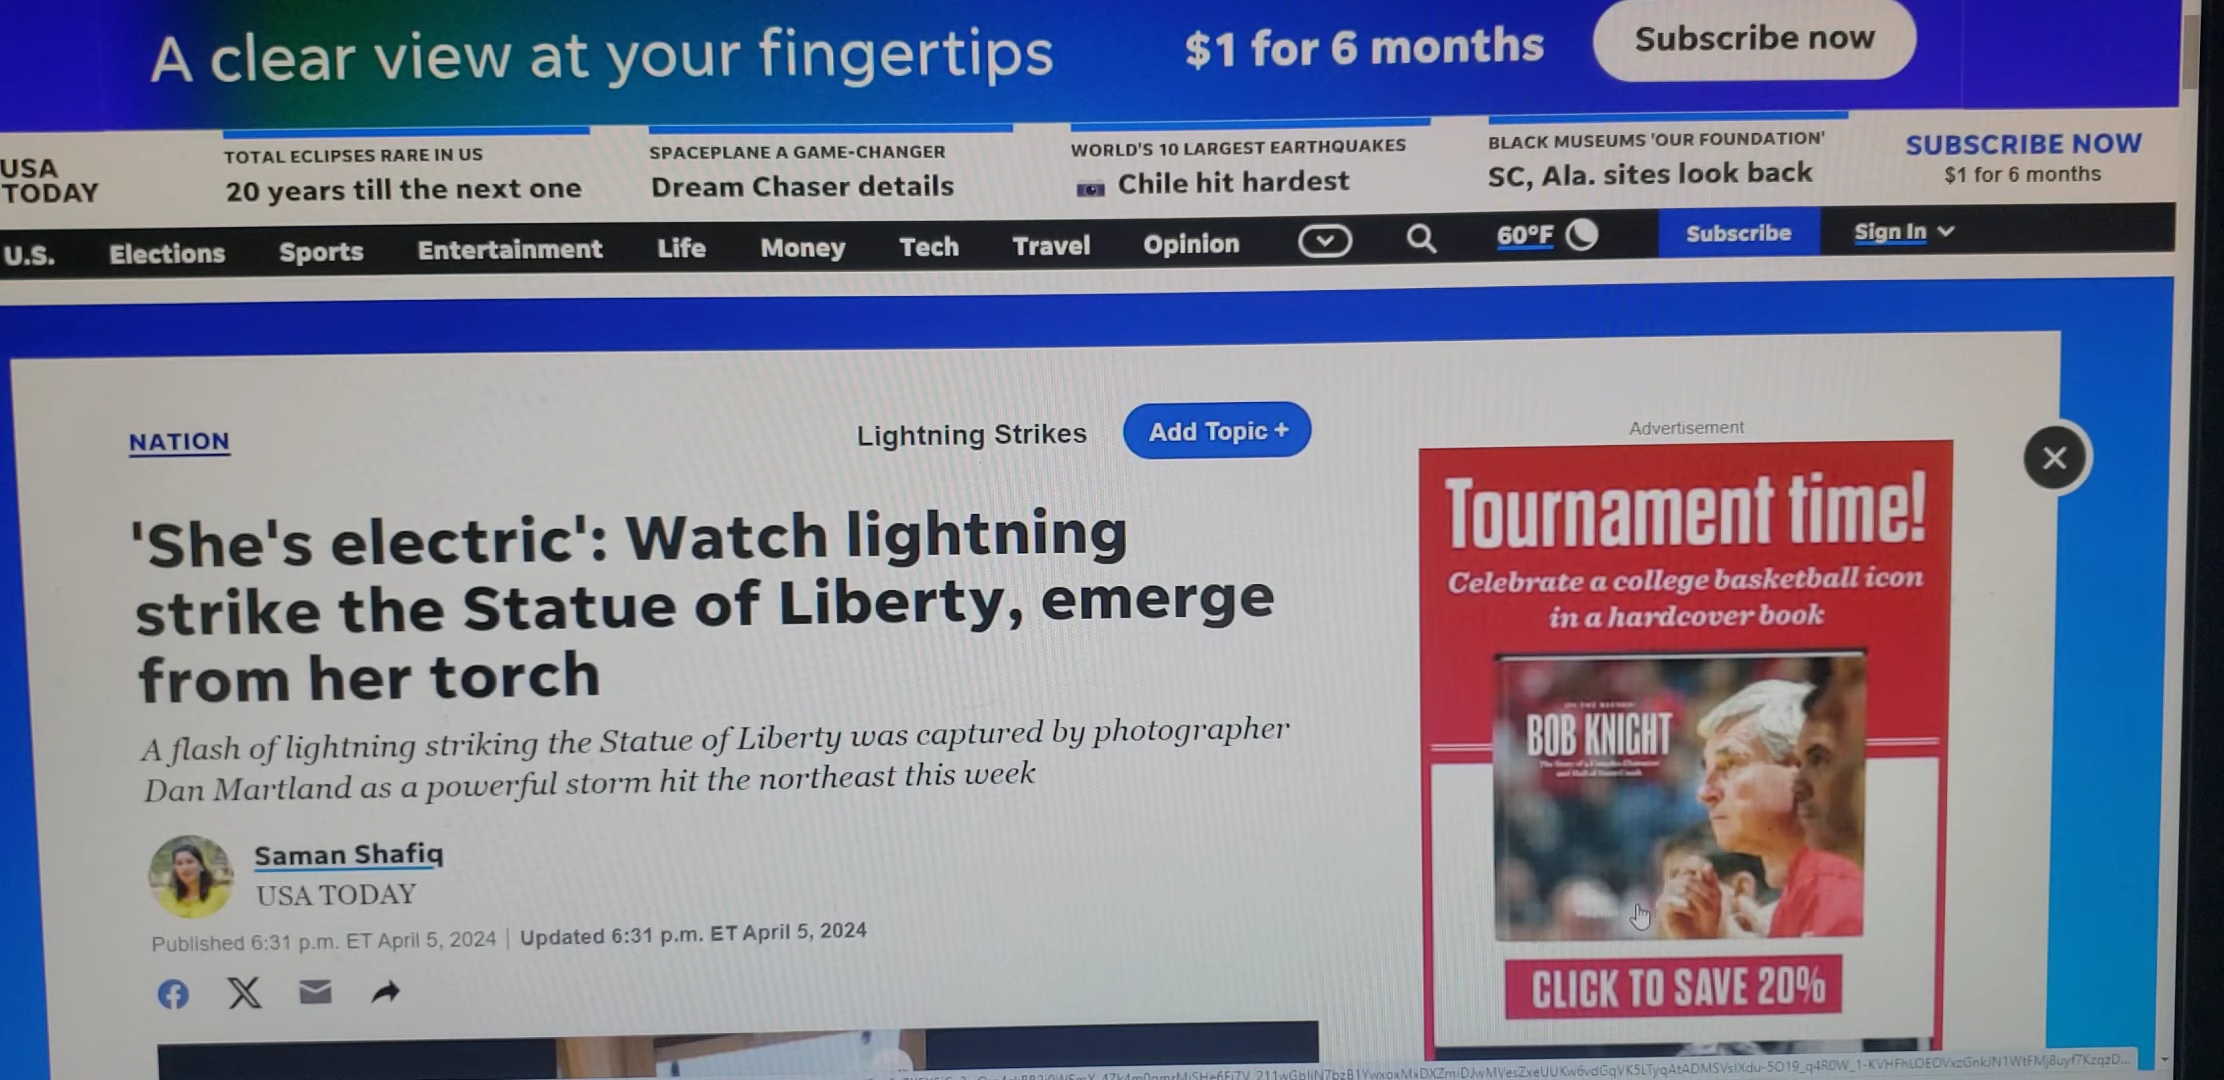 A clear view at your fingertips
$1 for 6 months
Subscribe now
USA
TODAY
TOTAL ECLIPSES RARE IN US
20 years till the next one
SPACEPLANE A GAME-CHANGER
Dream Chaser details
WORLD'S 10 LARGEST EARTHQUAKES
Chile hit hardest
BLACK MUSEUMS 'OUR FOUNDATION'
SC, Ala. sites look back
SUBSCRIBE NOW
$1 for 6 months
U.S. Elections Sports Entertainment Life Money Tech Travel Opinion 60°F Subscribe Sign In
NATION
Lightning Strikes
Add Topic +
'She's electric': Watch lightning
strike the Statue of Liberty, emerge
from her torch
A flash of lightning striking the Statue of Liberty was captured by photographer
Dan Martland as a powerful storm hit the northeast this week
Saman Shafiq
USA TODAY
Published 6:31 p.m. ET April 5, 2024 | Updated 6:31 p.m. ET April 5, 2024
Advertisement
Tournament time!
Celebrate a college basketball icon
in a hardcover book
BOB KNIGHT
CLICK TO SAVE 20%